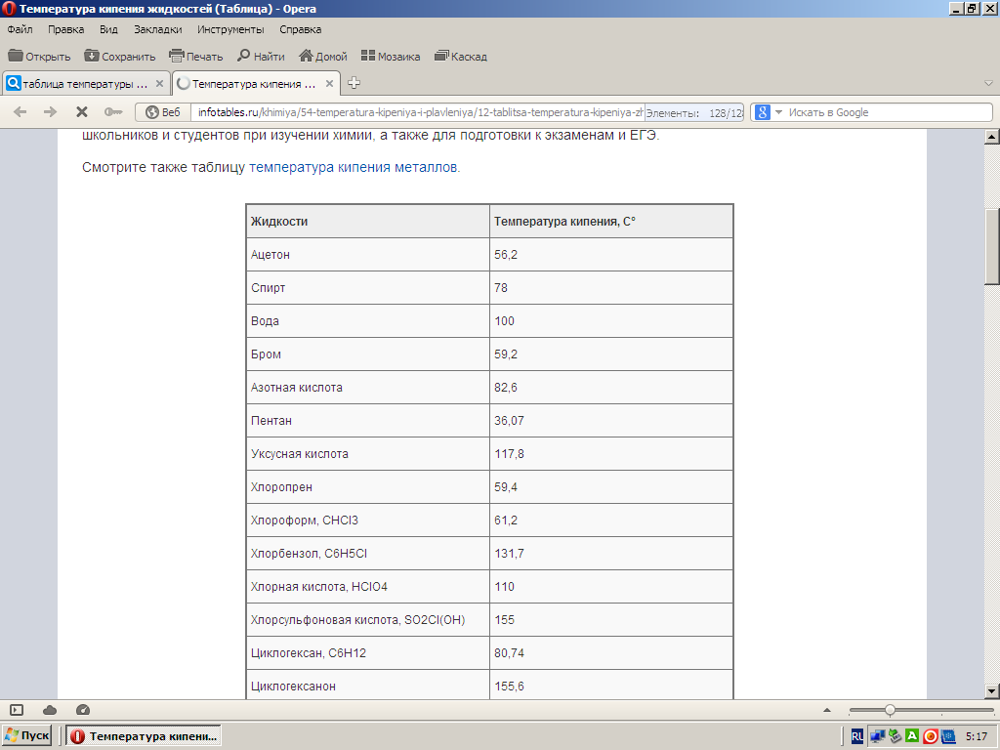 Температура кипения жидкостей (Таблица) - Opera
Файл Правка Вид Закладки Инструменты Справка
Открыть Сохранить Печать Найти Домой Мозаика Каскад
таблица температуры ... Температура кипения ...
Веб infotables.ru/khimiya/54-temperatura-kipeniya-i-plavleniya/12-tablitsa-temperatura-kipeniya-zh Элементы: 128/128 Искать в Google
школьников и студентов при изучении химии, а также для подготовки к экзаменам и ЕГЭ.
Смотрите также таблицу температура кипения металлов.
Жидкости Температура кипения, С°
Ацетон 56,2
Спирт 78
Вода 100
Бром 59,2
Азотная кислота 82,6
Пентан 36,07
Уксусная кислота 117,8
Хлоропрен 59,4
Хлороформ, CHCl3 61,2
Хлорбензол, C6H5Cl 131,7
Хлорная кислота, HClO4 110
Хлорсульфоновая кислота, SO2Cl(OH) 155
Циклогексан, C6H12 80,74
Циклогексанон 155,6
Пуск Температура кипени... RL 5:17